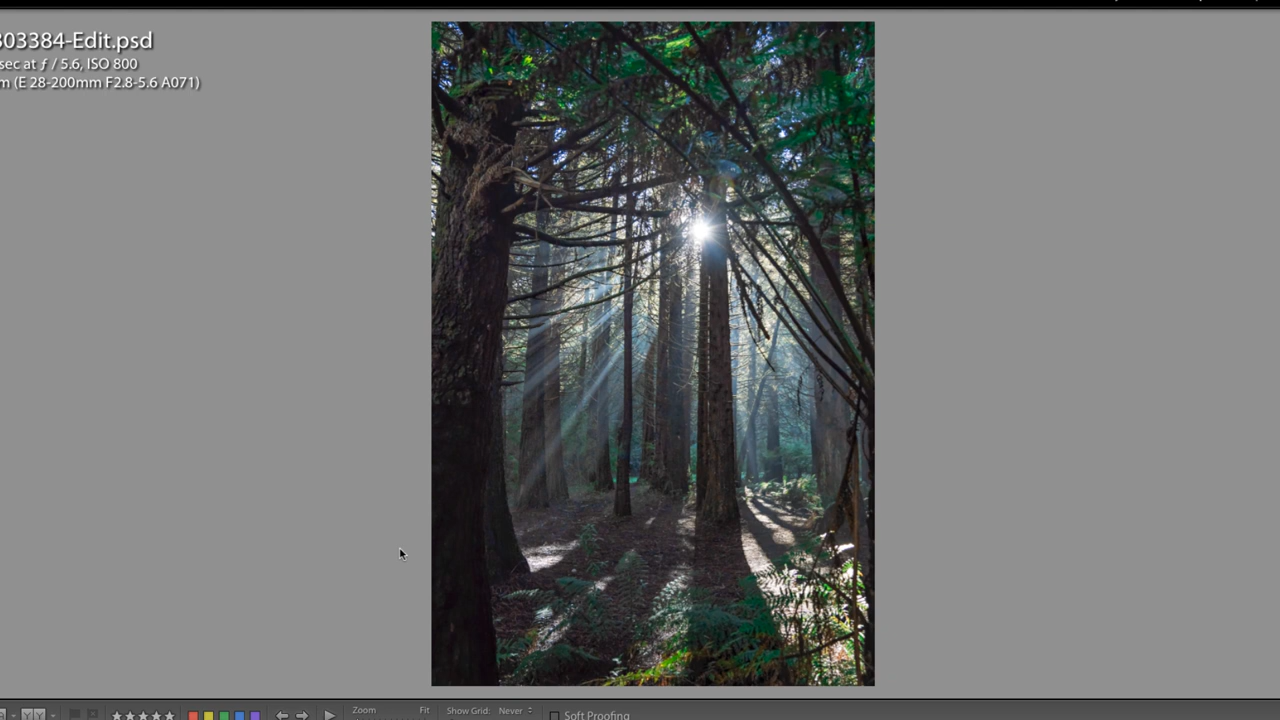 303384-Edit.psd
sec at ƒ / 5.6, ISO 800
m (E 28-200mm F2.8-5.6 A071)
YY
Zoom
Fit
Show Grid: Never
Soft Proofing